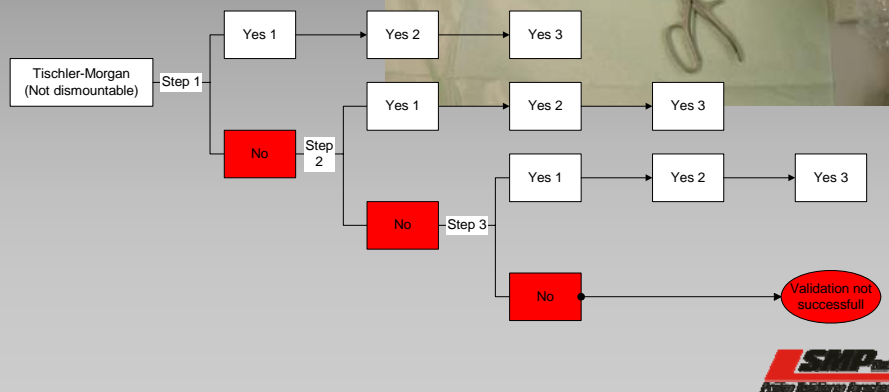 Yes 1
Yes 2
Yes 3
Tischler-Morgan
(Not dismountable)
Step 1
Yes 1
Yes 2
Yes 3
No
Step
2
Yes 1
Yes 2
Yes 3
No
Step 3
No
Validation not
successfull
SMP